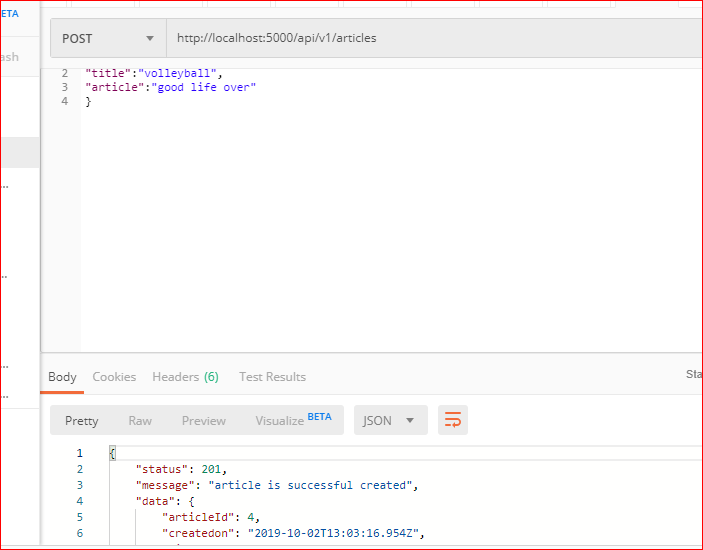 BETA
POST http://localhost:5000/api/v1/articles
ash
2 "title":"volleyball",
3 "article":"good life over"
4 }
...
...
...
...
Body Cookies Headers (6) Test Results Sta
Pretty Raw Preview Visualize BETA JSON
1 {
2 "status": 201,
3 "message": "article is successful created",
4 "data": {
5 "articleId": 4,
6 "createdon": "2019-10-02T13:03:16.954Z",